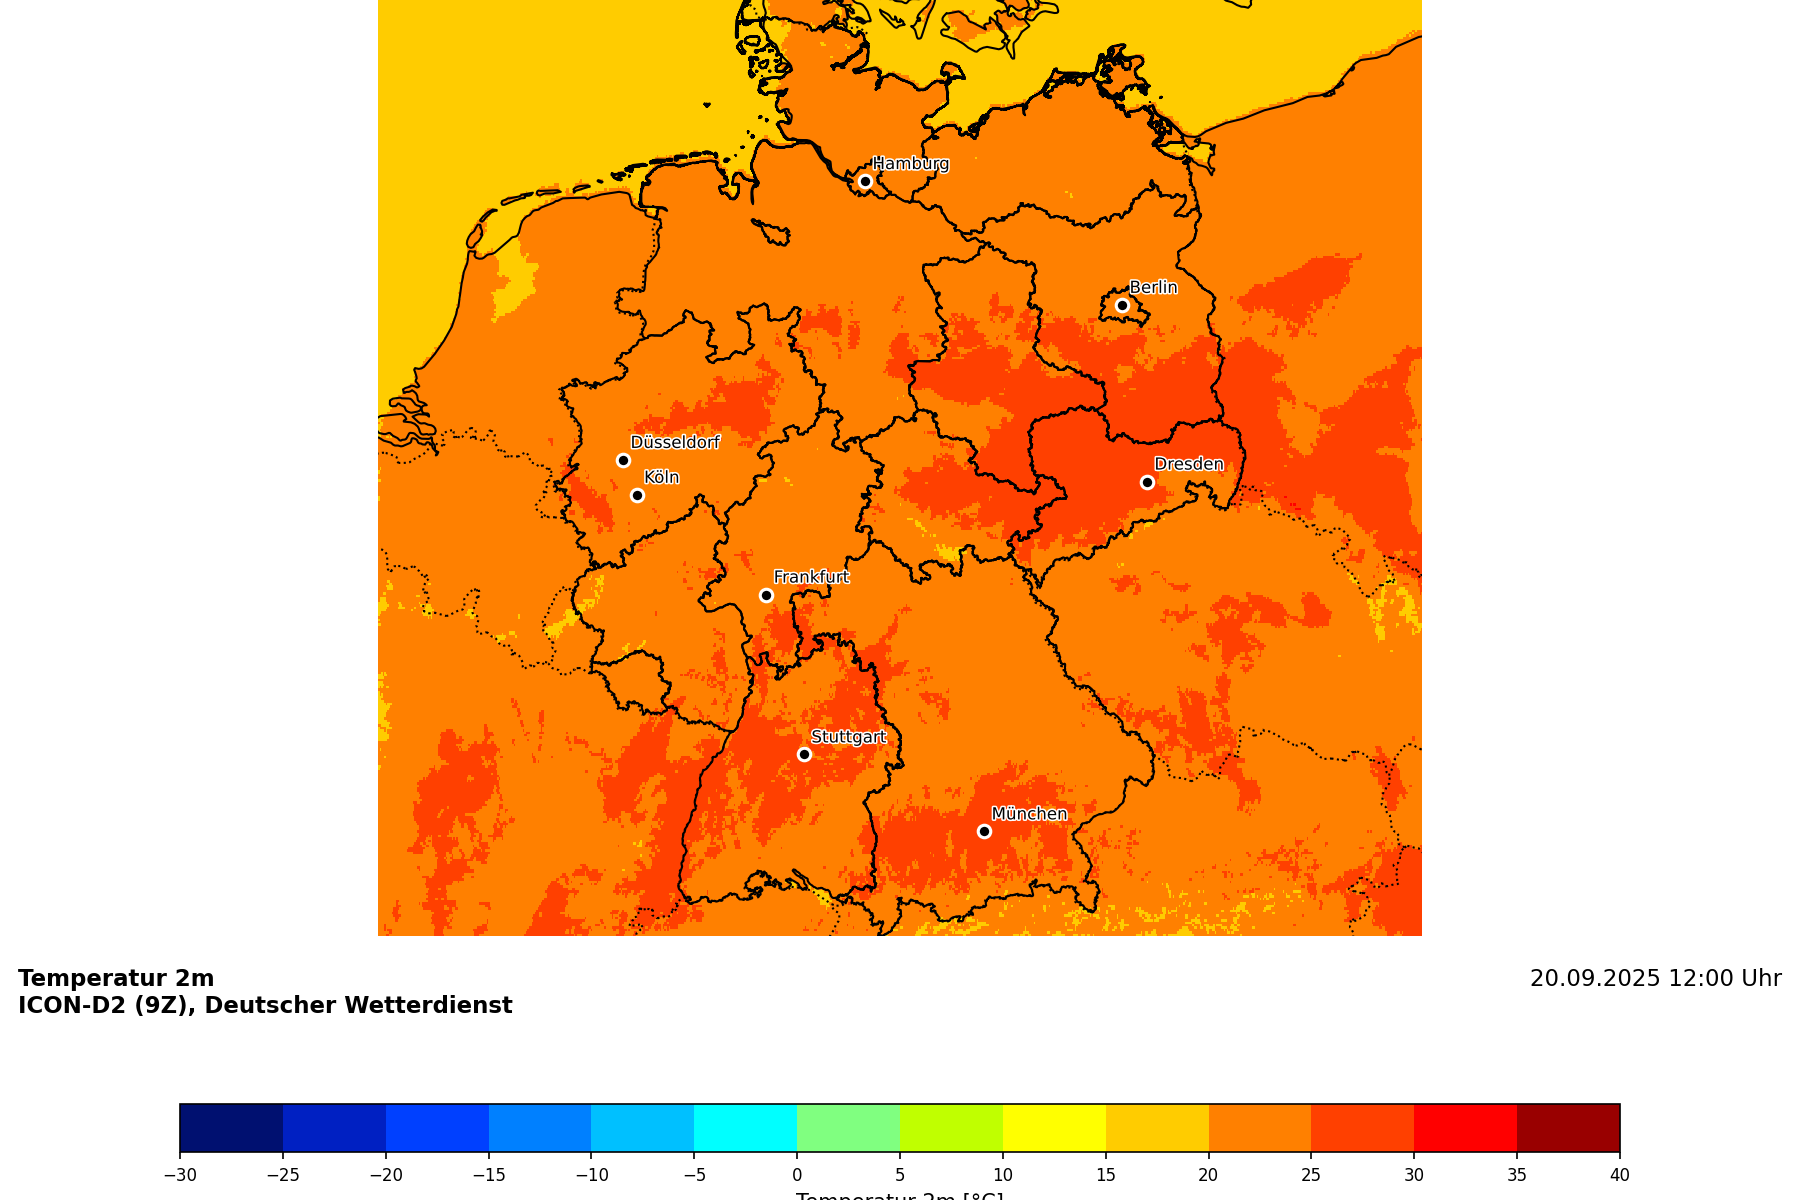 Hamburg
Berlin
Düsseldorf
Köln
Dresden
Frankfurt
Stuttgart
München
Temperatur 2m
ICON-D2 (9Z), Deutscher Wetterdienst
20.09.2025 12:00 Uhr
−30 −25 −20 −15 −10 −5 0 5 10 15 20 25 30 35 40
Temperatur 2m [°C]